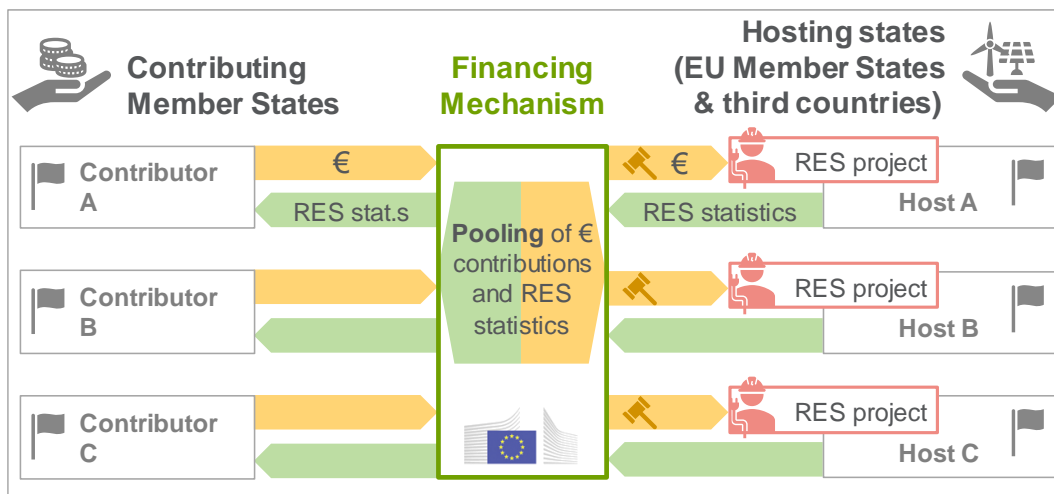 Contributing
Member States
Financing
Mechanism
Hosting states
(EU Member States
& third countries)
Contributor
A
€
RES stat.s
€
RES statistics
RES project
Host A
Pooling of €
contributions
and RES
statistics
Contributor
B
RES project
Host B
Contributor
C
RES project
Host C